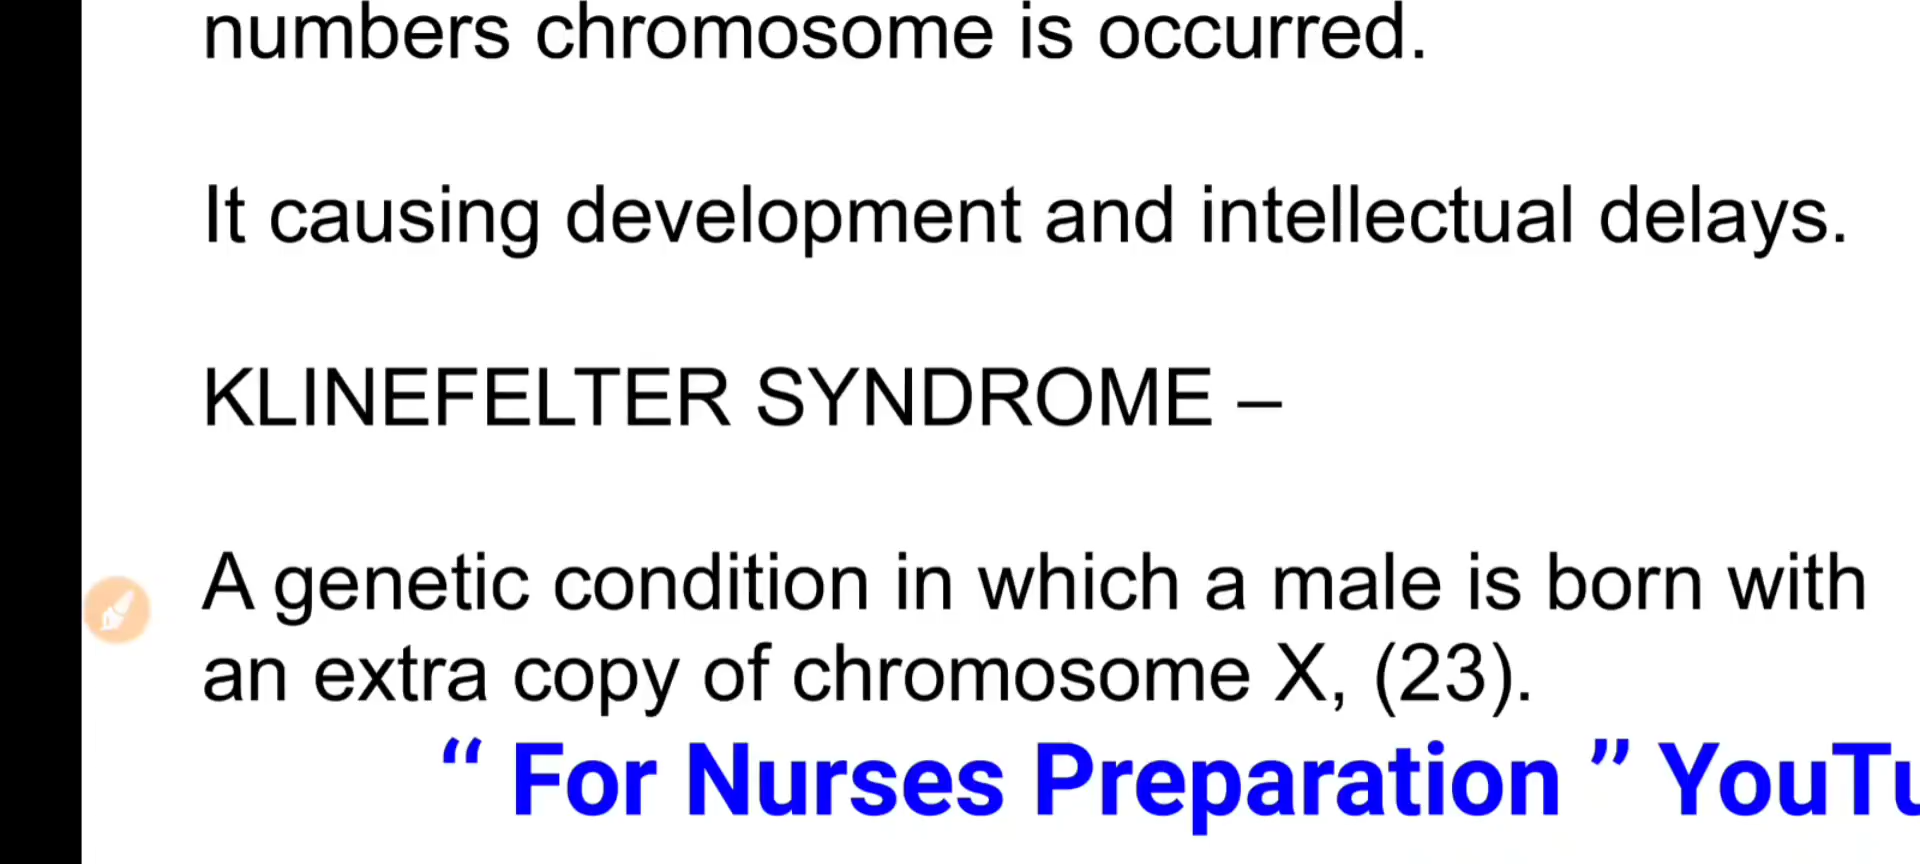 numbers chromosome is occurred.
It causing development and intellectual delays.
KLINEFELTER SYNDROME –
A genetic condition in which a male is born with
an extra copy of chromosome X, (23).
“ For Nurses Preparation ” YouTu